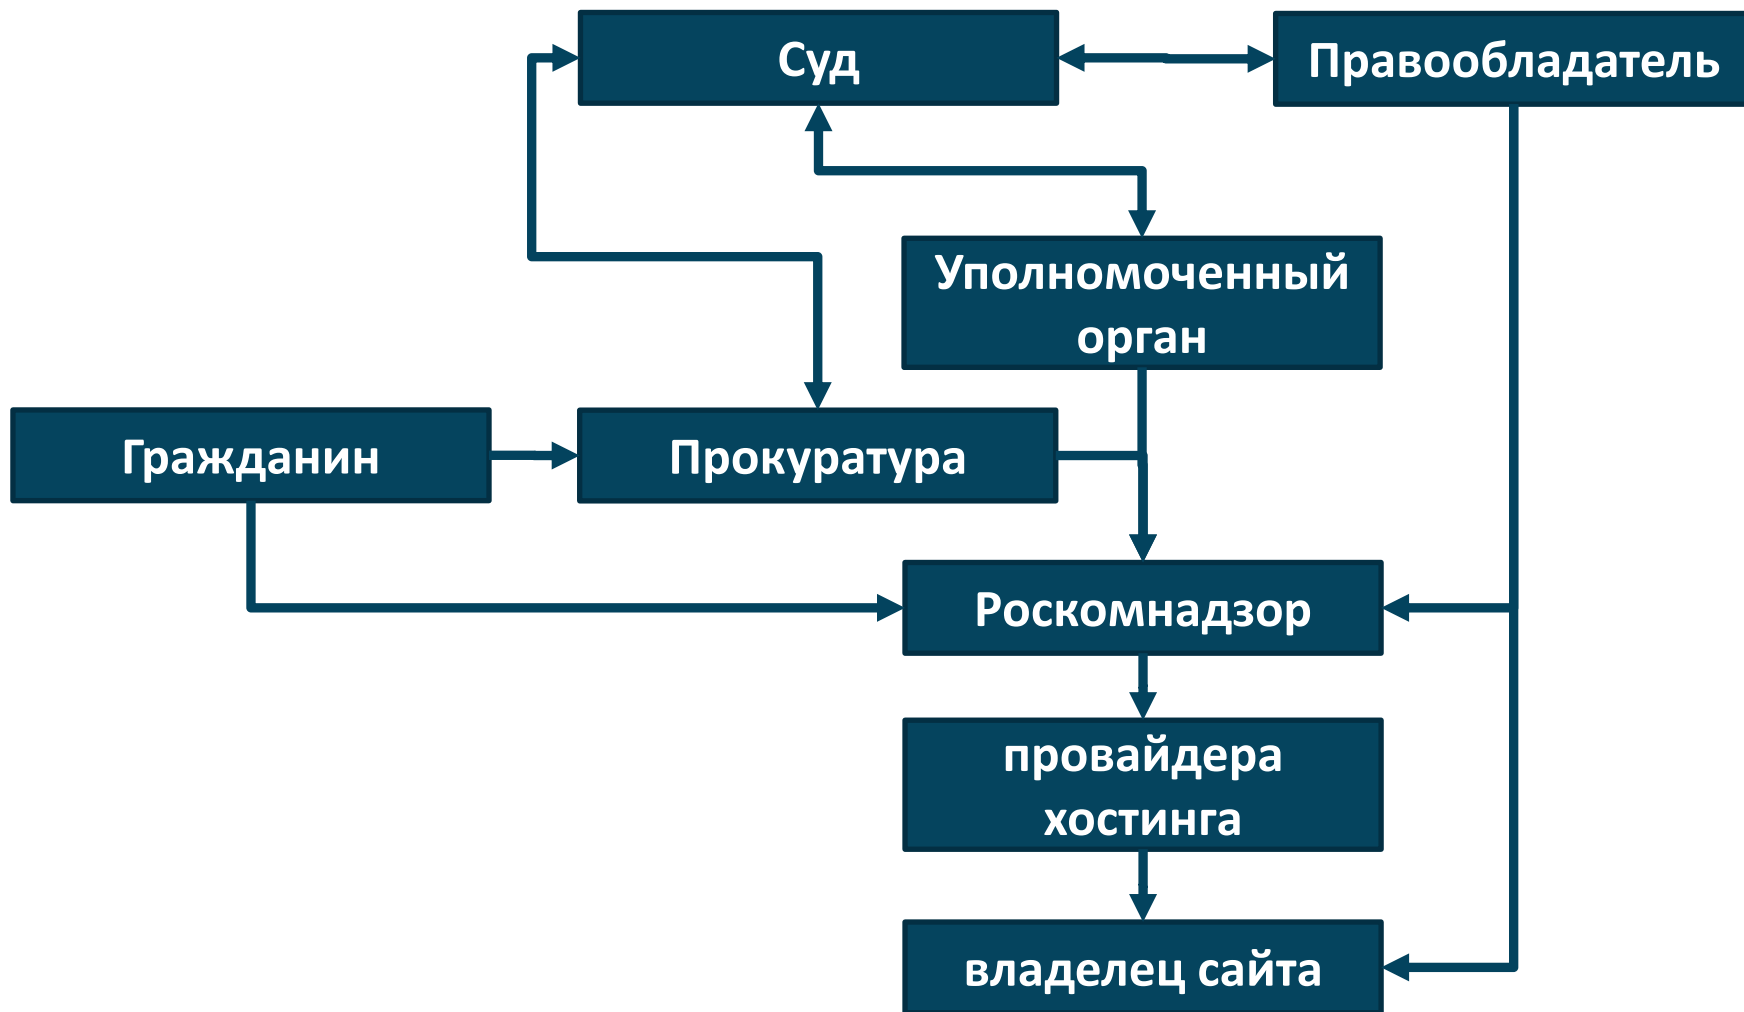 Суд
Правообладатель
Уполномоченный
орган
Гражданин
Прокуратура
Роскомнадзор
провайдера
хостинга
владелец сайта